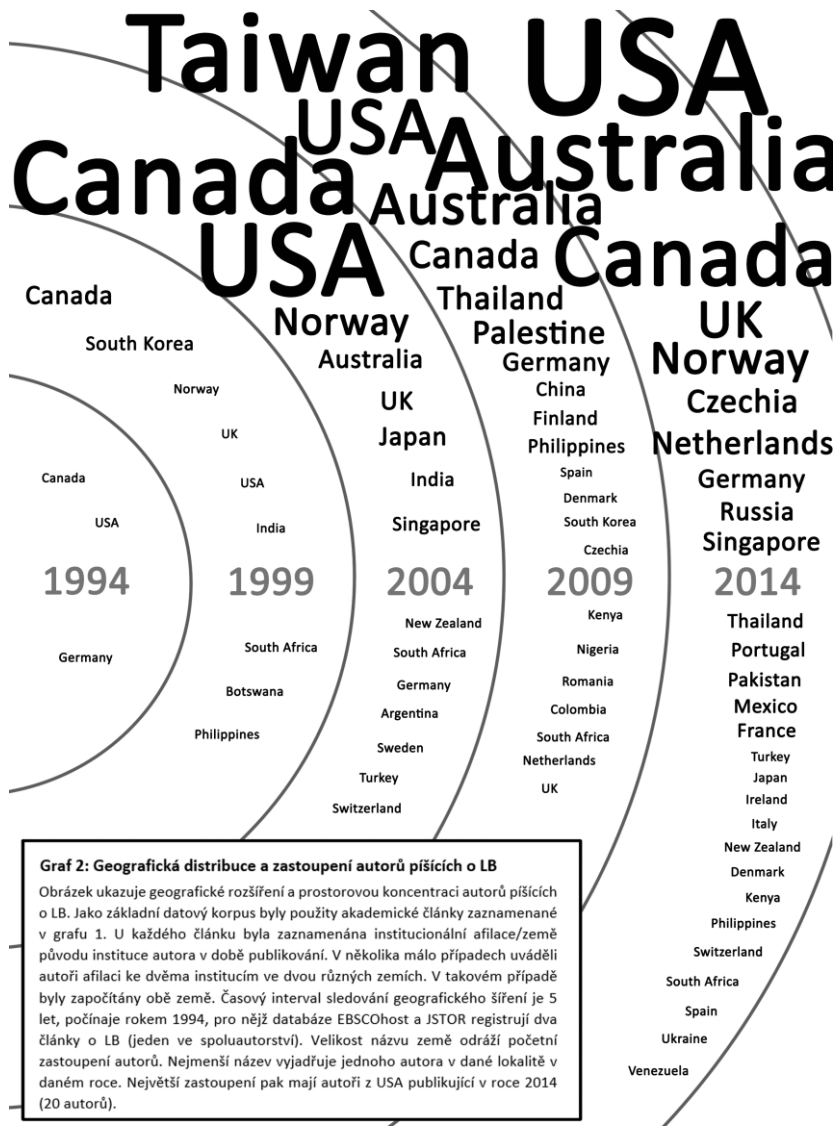 Canada
USA
1994
Germany
Canada
South Korea
Norway
UK
USA
India
1999
South Africa
Botswana
Philippines
Canada
USA
Norway
Australia
UK
Japan
India
Singapore
2004
New Zealand
South Africa
Germany
Argentina
Sweden
Turkey
Switzerland
Taiwan
USA
Australia
Canada
Thailand
Palestine
Germany
China
Finland
Philippines
Spain
Denmark
South Korea
Czechia
2009
Kenya
Nigeria
Romania
Colombia
South Africa
Netherlands
UK
USA
Australia
Canada
UK
Norway
Czechia
Netherlands
Germany
Russia
Singapore
2014
Thailand
Portugal
Pakistan
Mexico
France
Turkey
Japan
Ireland
Italy
New Zealand
Denmark
Kenya
Philippines
Switzerland
South Africa
Spain
Ukraine
Venezuela
Graf 2: Geografická distribuce a zastoupení autorů píšících o LB
Obrázek ukazuje geografické rozšíření a prostorovou koncentraci autorů píšících
o LB. Jako základní datový korpus byly použity akademické články zaznamenané
v grafu 1. U každého článku byla zaznamenána institucionální afilace/země
původu instituce autora v době publikování. V několika málo případech uváděli
autoři afilaci ke dvěma institucím ve dvou různých zemích. V takovém případě
byly započítány obě země. Časový interval sledování geografického šíření je 5
let, počínaje rokem 1994, pro nějž databáze EBSCOhost a JSTOR registrují dva
články o LB (jeden ve spoluautorství). Velikost názvu země odráží početní
zastoupení autorů. Nejmenší název vyjadřuje jednoho autora v dané lokalitě v
daném roce. Největší zastoupení pak mají autoři z USA publikující v roce 2014
(20 autorů).